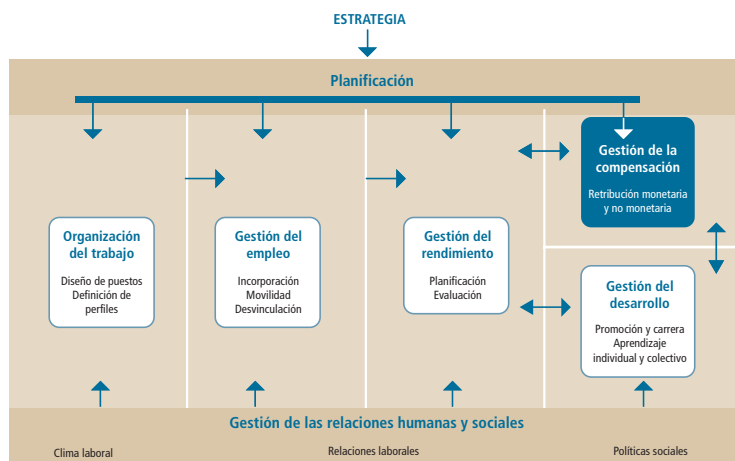 ESTRATEGIA
Planificación
Organización
del trabajo
Diseño de puestos
Definición de
perfiles
Gestión del
empleo
Incorporación
Movilidad
Desvinculación
Gestión del
rendimiento
Planificación
Evaluación
Gestión de la
compensación
Retribución monetaria
y no monetaria
Gestión del
desarrollo
Promoción y carrera
Aprendizaje
individual y colectivo
Gestión de las relaciones humanas y sociales
Clima laboral
Relaciones laborales
Políticas sociales